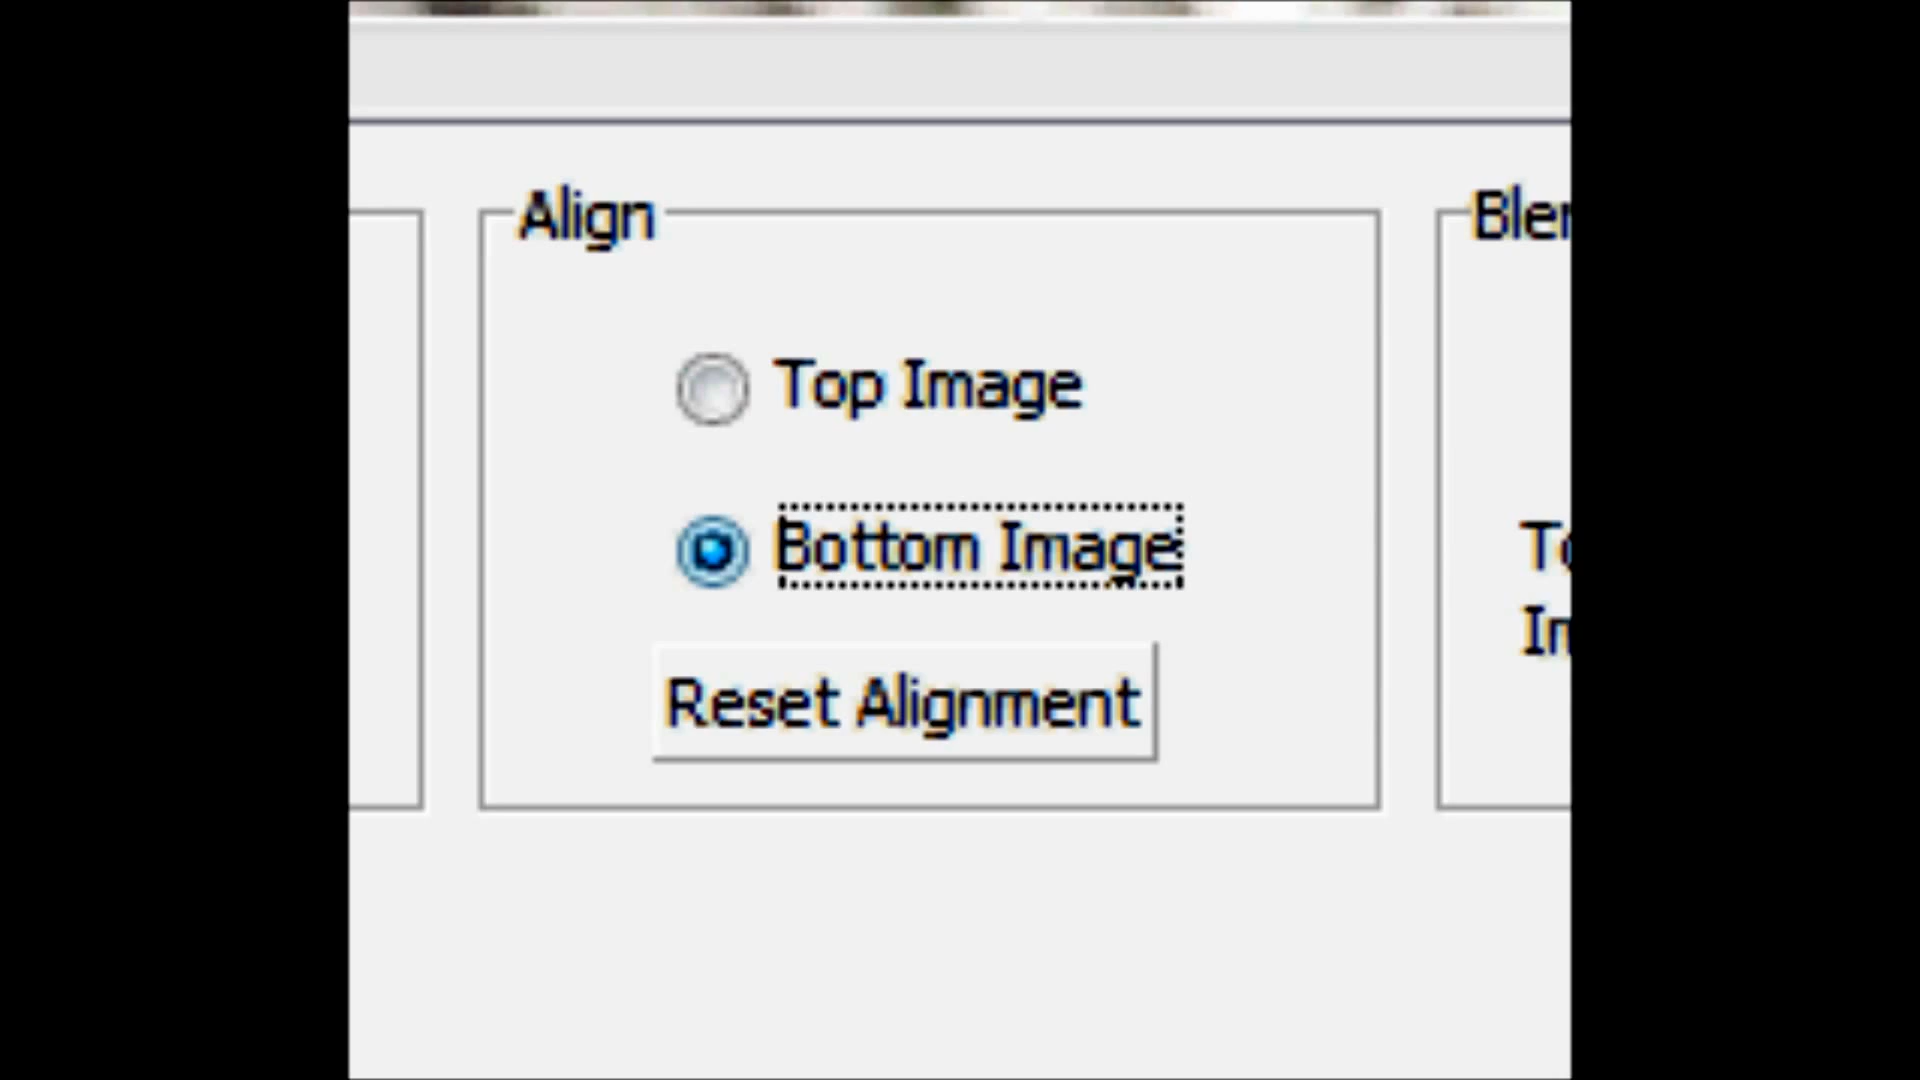 Align
Top Image
Bottom Image
Reset Alignment